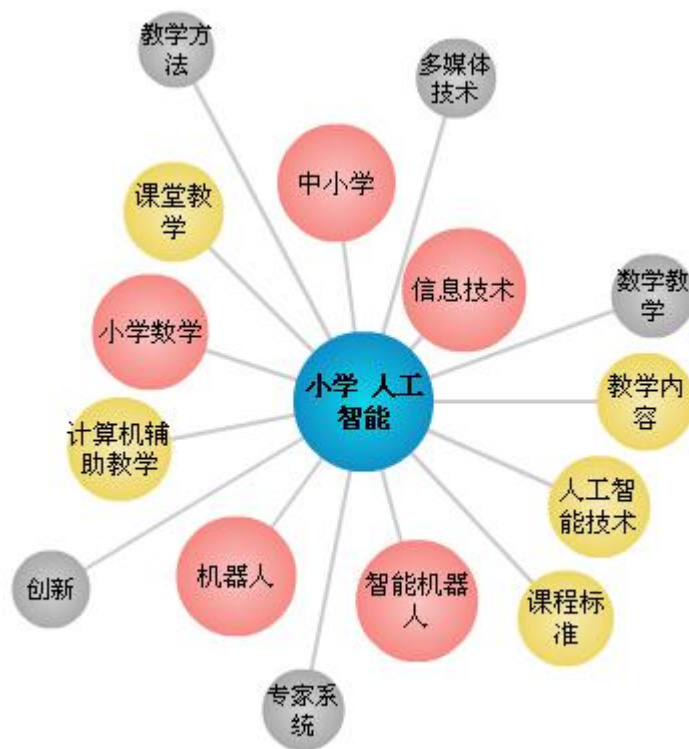 教学方
法
多媒体
技术
中小学
课堂教
学
信息技术
数学教
学
小学数学
小学 人工
智能
教学内
容
计算机辅
助教学
人工智
能技术
机器人
智能机器
人
创新
课程标
准
专家系
统